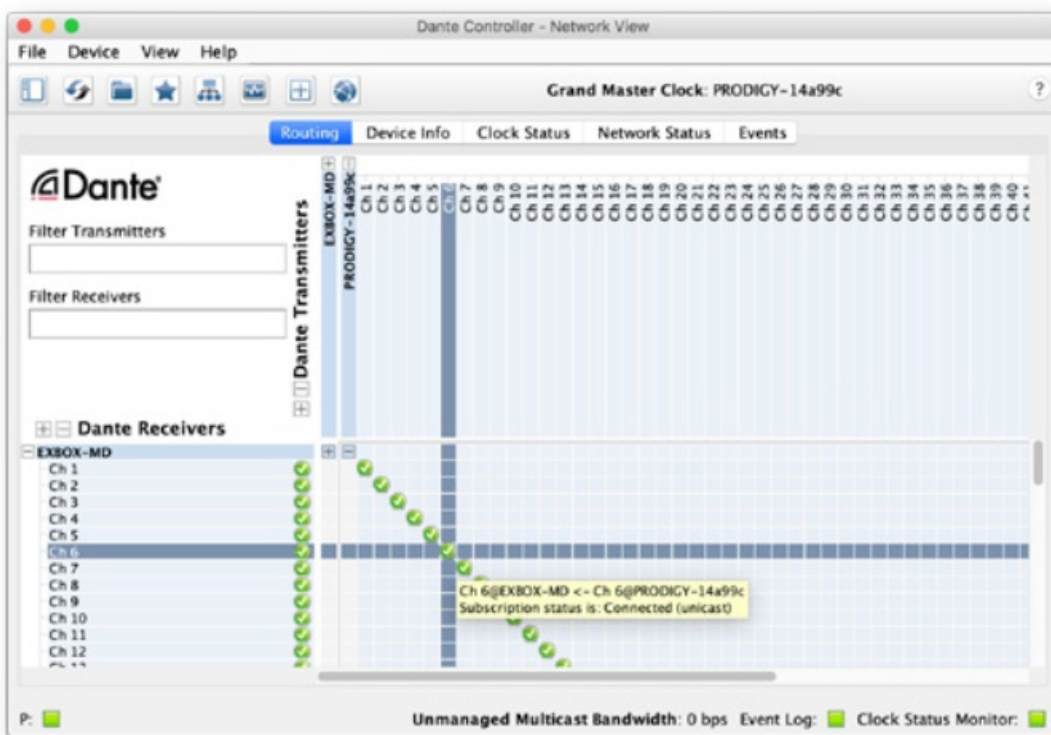 Dante Controller - Network View
File Device View Help
Grand Master Clock: PRODIGY-14a99c
?
Routing Device Info Clock Status Network Status Events
Dante
Filter Transmitters
Filter Receivers
Dante Transmitters
EXBOX-MD
PRODIGY-14a99c
Ch 1
Ch 2
Ch 3
Ch 4
Ch 5
Ch 6
Ch 7
Ch 8
Ch 9
Ch 10
Ch 11
Ch 12
Ch 13
Ch 14
Ch 15
Ch 16
Ch 17
Ch 18
Ch 19
Ch 20
Ch 21
Ch 22
Ch 23
Ch 24
Ch 25
Ch 26
Ch 27
Ch 28
Ch 29
Ch 30
Ch 31
Ch 32
Ch 33
Ch 34
Ch 35
Ch 36
Ch 37
Ch 38
Ch 39
Ch 40
Dante Receivers
EXBOX-MD
Ch 1
Ch 2
Ch 3
Ch 4
Ch 5
Ch 6
Ch 7
Ch 8
Ch 9
Ch 10
Ch 11
Ch 12
Ch 6@EXBOX-MD <- Ch 6@PRODIGY-14a99c
Subscription status is: Connected (unicast)
P: Unmanaged Multicast Bandwidth: 0 bps Event Log: Clock Status Monitor: